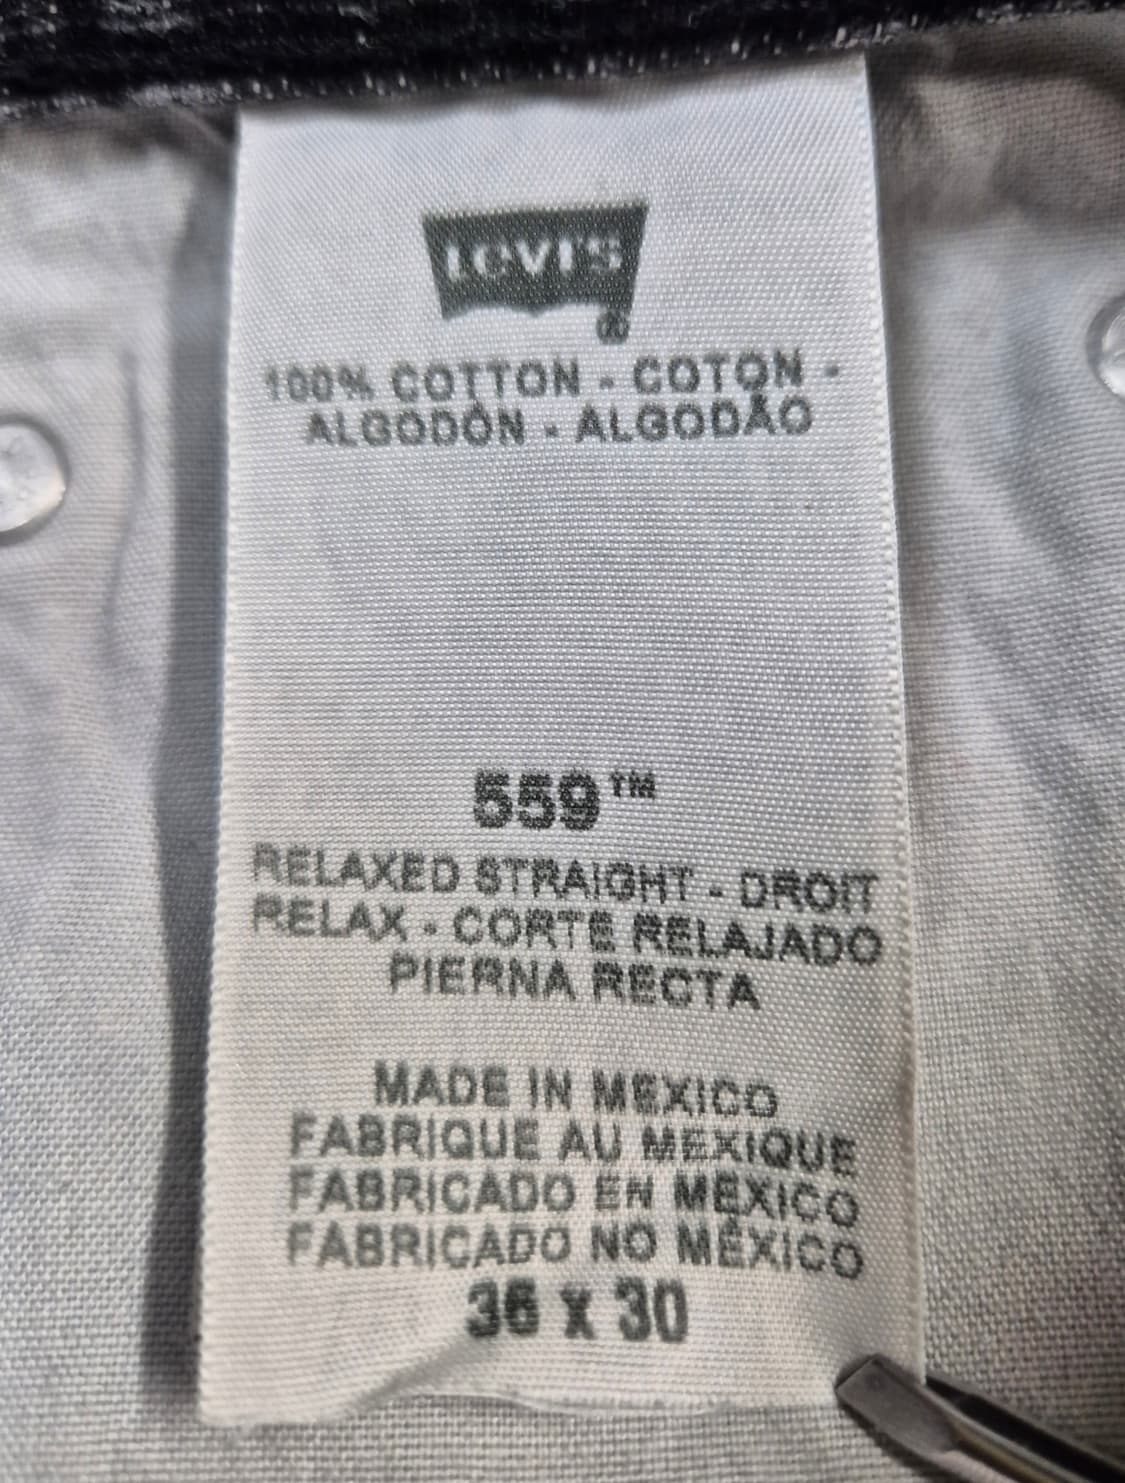 Levi's
®
100% COTTON - COTON -
ALGODÓN - ALGODÃO
559™
RELAXED STRAIGHT - DROIT
RELAX - CORTE RELAJADO
PIERNA RECTA
MADE IN MEXICO
FABRIQUE AU MEXIQUE
FABRICADO EN MÉXICO
FABRICADO NO MÉXICO
36 X 30